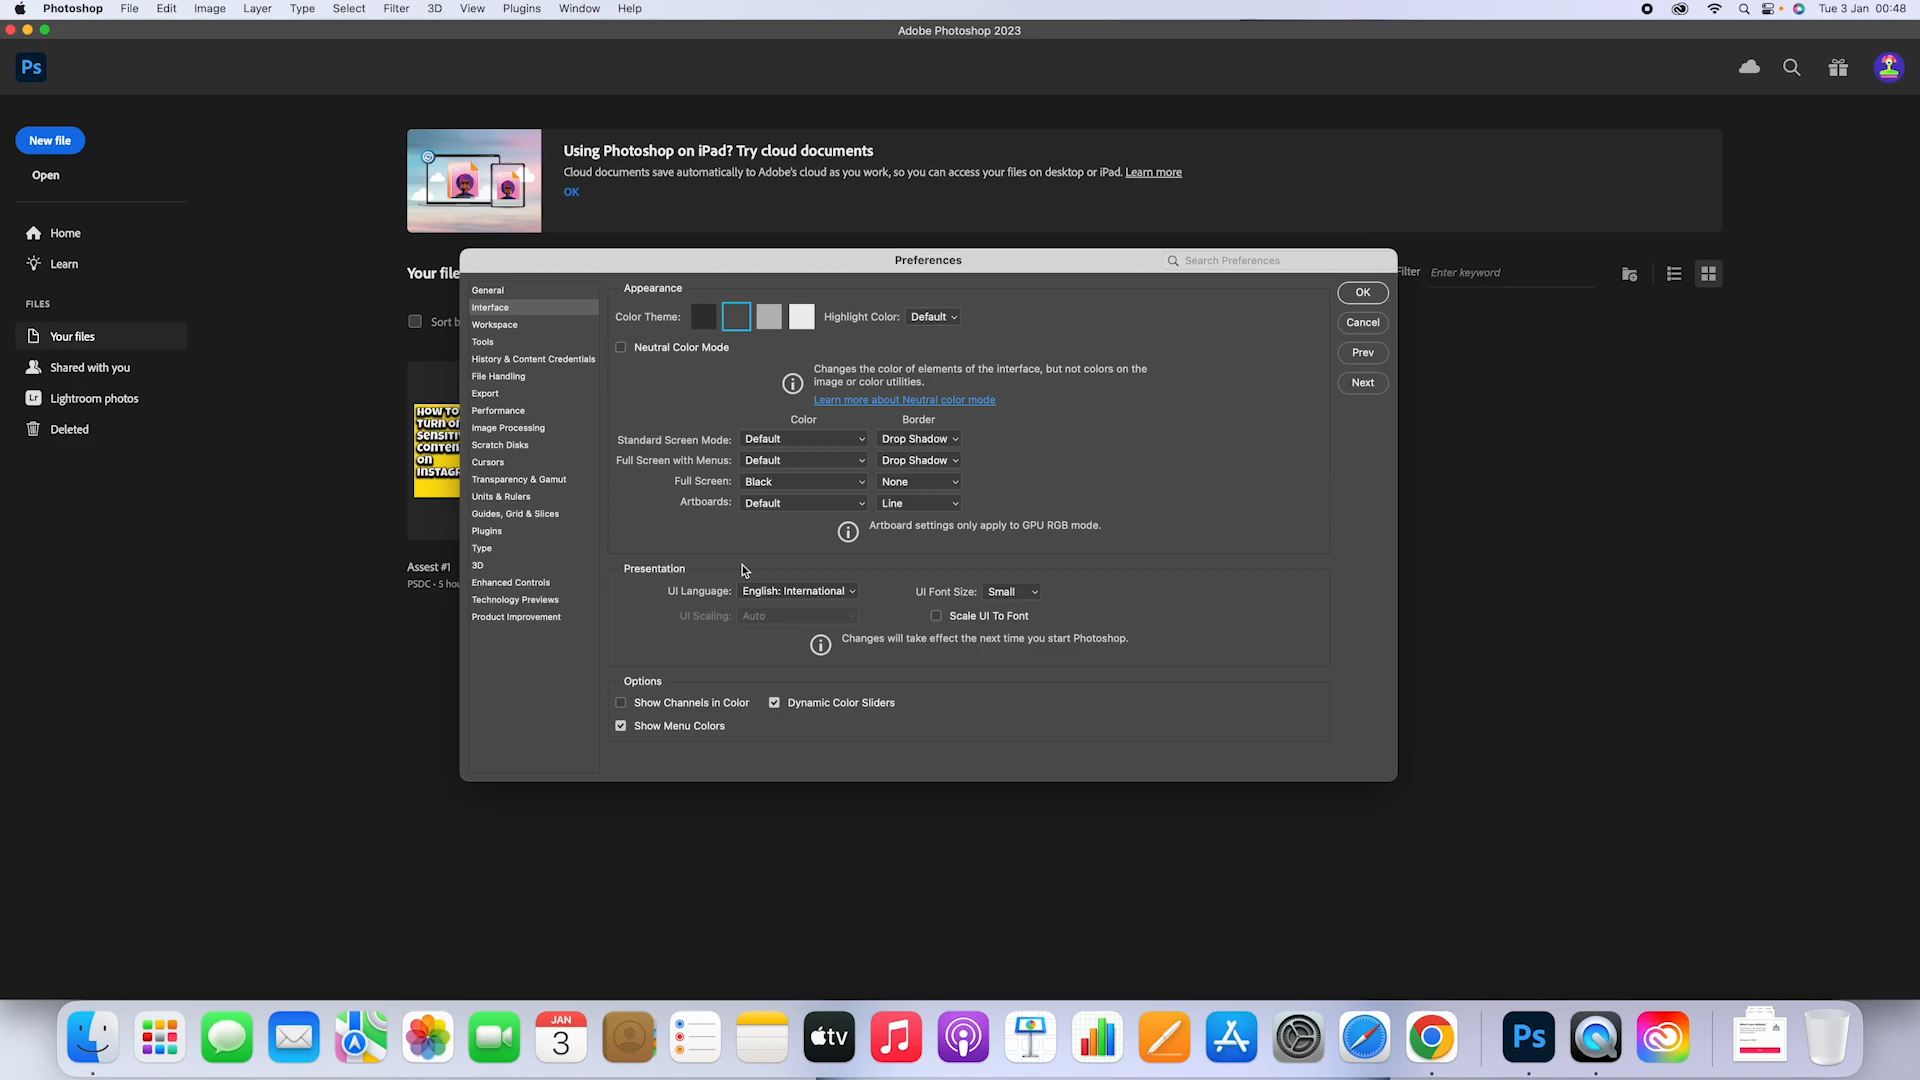 Photoshop File Edit Image Layer Type Select Filter 3D View Plugins Window Help Tue 3 Jan 00:48
Adobe Photoshop 2023
Ps
New file
Open
Home
Learn
FILES
Your files
Shared with you
Lr Lightroom photos
Deleted
Using Photoshop on iPad? Try cloud documents
Cloud documents save automatically to Adobe's cloud as you work, so you can access your files on desktop or iPad. Learn more
OK
Your file
Filter Enter keyword
Sort b
HOW TO
TURN
SENSITI
CONTEN
ON
INSTAG
Assest #1
PSDC • 5 hou
Preferences
Search Preferences
General
Interface
Workspace
Tools
History & Content Credentials
File Handling
Export
Performance
Image Processing
Scratch Disks
Cursors
Transparency & Gamut
Units & Rulers
Guides, Grid & Slices
Plugins
Type
3D
Enhanced Controls
Technology Previews
Product Improvement
Appearance
Color Theme: Highlight Color: Default
Neutral Color Mode
Changes the color of elements of the interface, but not colors on the
image or color utilities.
Learn more about Neutral color mode
Color Border
Standard Screen Mode: Default Drop Shadow
Full Screen with Menus: Default Drop Shadow
Full Screen: Black None
Artboards: Default Line
Artboard settings only apply to GPU RGB mode.
Presentation
UI Language: English: International UI Font Size: Small
UI Scaling: Auto Scale UI To Font
Changes will take effect the next time you start Photoshop.
Options
Show Channels in Color Dynamic Color Sliders
Show Menu Colors
OK
Cancel
Prev
Next
JAN
3
tv
Ps